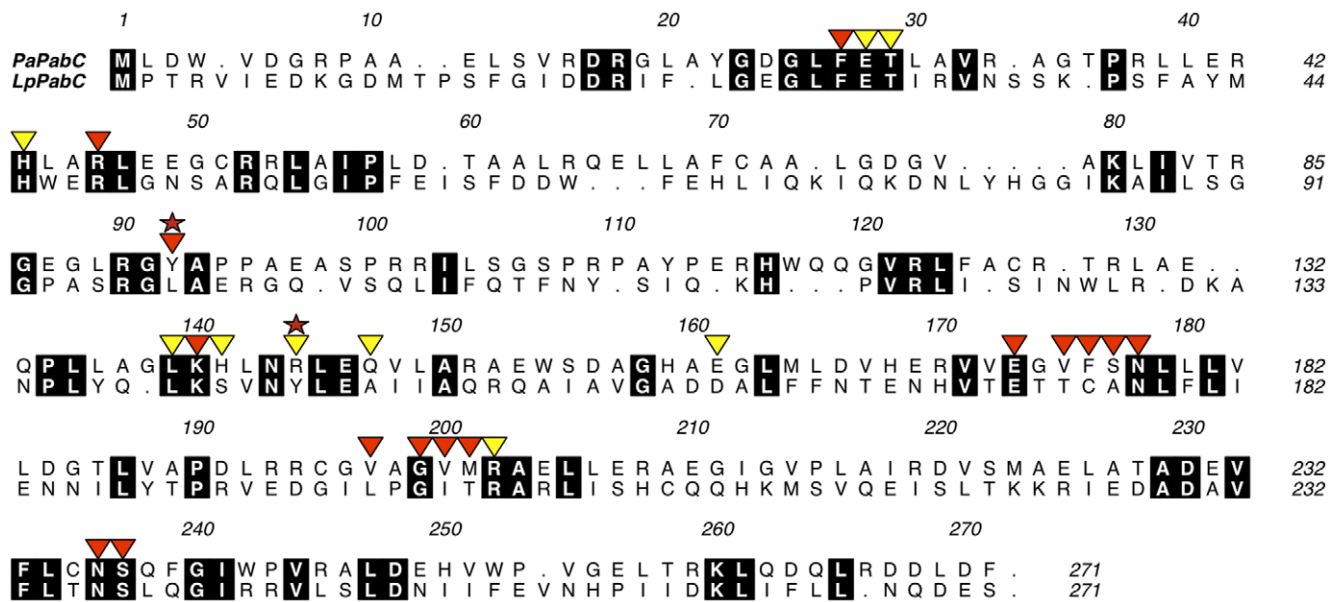 1 10 20 30 40
PaPabC M L D W . V D G R P A A . . E L S V R D R G L A Y G D G L F E T L A V R . A G T P R L L E R 42
LpPabC M P T R V I E D K G D M T P S F G I D D R I F . L G E G L F E T I R V N S S K . P S F A Y M 44
50 60 70 80
H L A R L E E G C R R L A I P L D . T A A L R Q E L L A F C A A . L G D G V . . . . . A K L I V T R 85
H W E R L G N S A R Q L G I P F E I S F D D W . . . F E H L I Q K I Q K D N L Y H G G I K A I L S G 91
90 100 110 120 130
G E G L R G Y A P P A E A S P R R I L S G S P R P A Y P E R H W Q Q G V R L F A C R . T R L A E . . 132
G P A S R G L A E R G Q . V S Q L I F Q T F N Y . S I Q . K H . . . P V R L I . S I N W L R . D K A 133
140 150 160 170 180
Q P L L A G L K H L N R L E Q V L A R A E W S D A G H A E G L M L D V H E R V V E G V F S N L L L V 182
N P L Y Q . L K S V N Y L E A I I A Q R Q A I A V G A D D A L F F N T E N H V T E T T C A N L F L I 182
190 200 210 220 230
L D G T L V A P D L R R C G V A G V M R A E L L E R A E G I G V P L A I R D V S M A E L A T A D E V 232
E N N I L Y T P R V E D G I L P G I T R A R L I S H C Q Q H K M S V Q E I S L T K K R I E D A D A V 232
240 250 260 270
F L C N S Q F G I W P V R A L D E H V W P . V G E L T R K L Q D Q L R D D L D F . 271
F L T N S L Q G I R R V L S L D N I I F E V N H P I I D K L I F L L . N Q D E S . 271